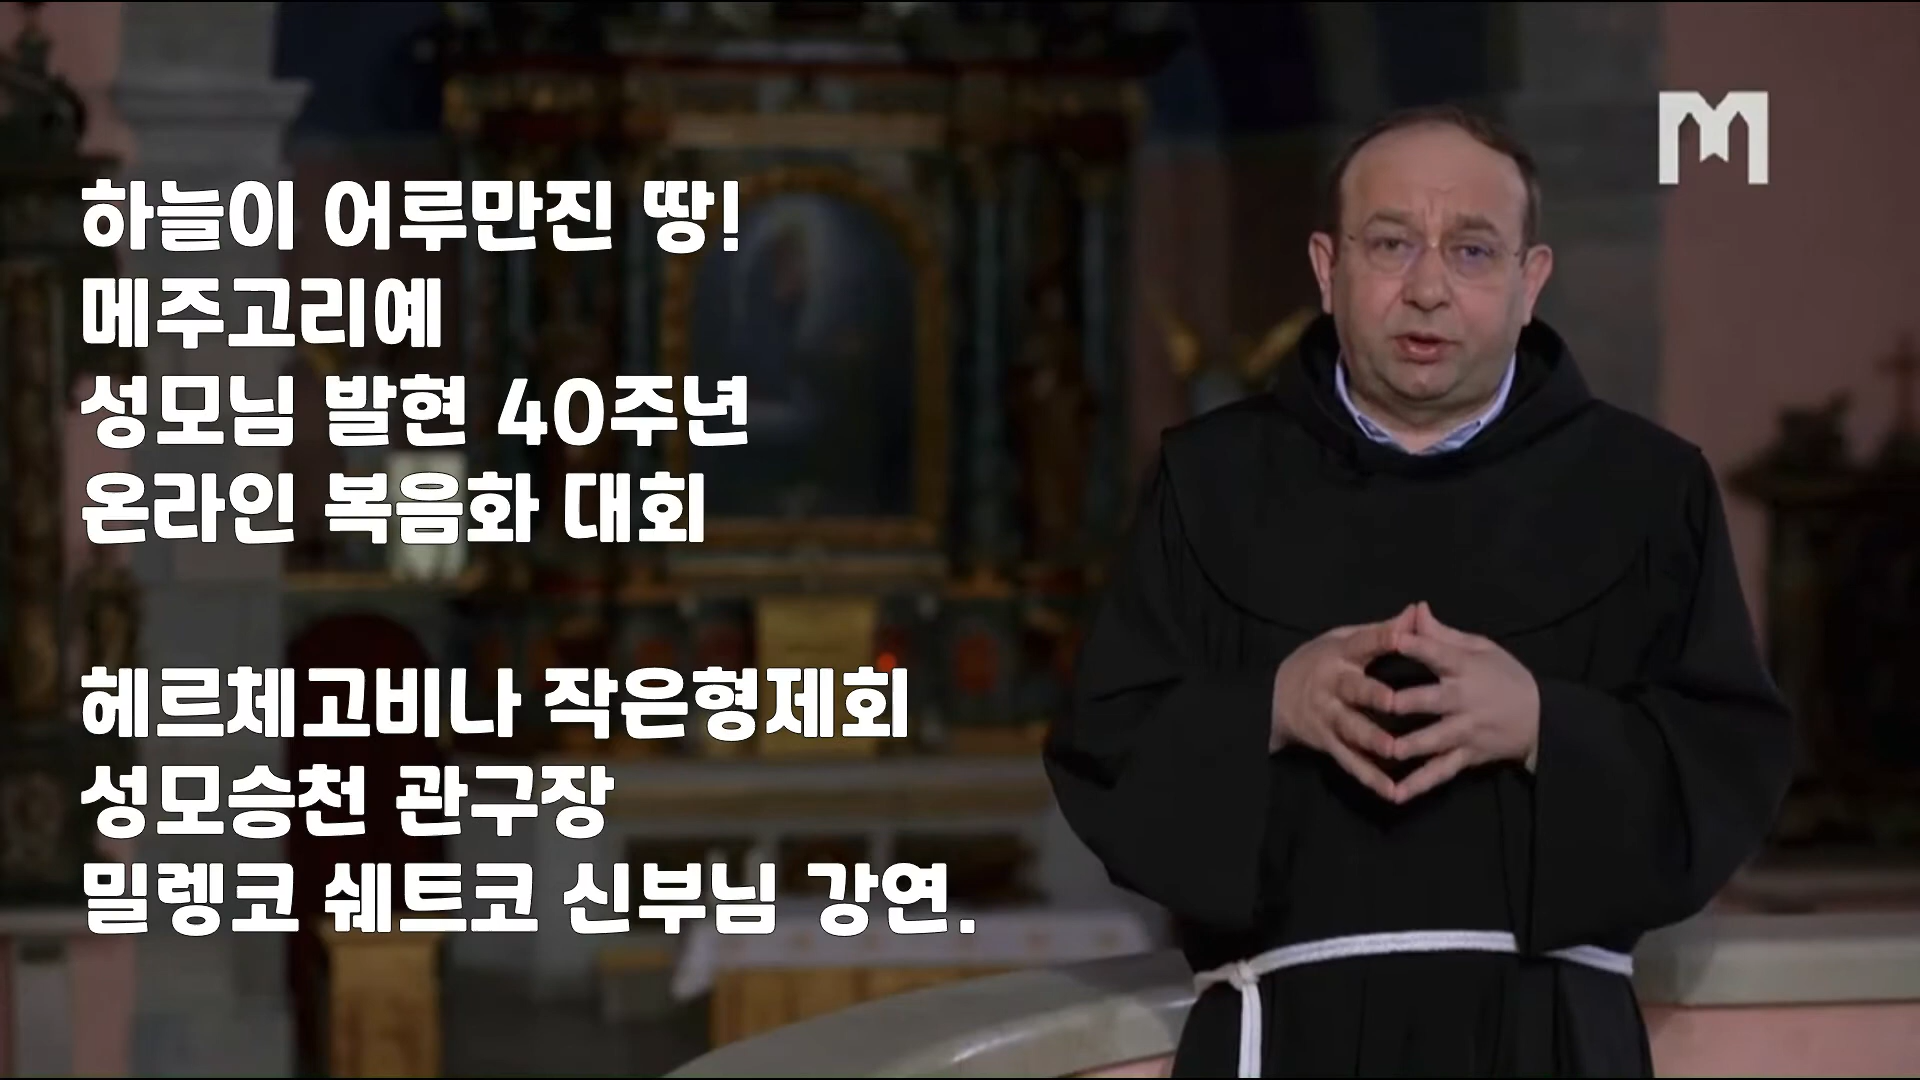 하늘이 어루만진 땅!
메주고리예
성모님 발현 40주년
온라인 복음화 대회
헤르체고비나 작은형제회
성모승천 관구장
밀렝코 쉐트코 신부님 강연.
M